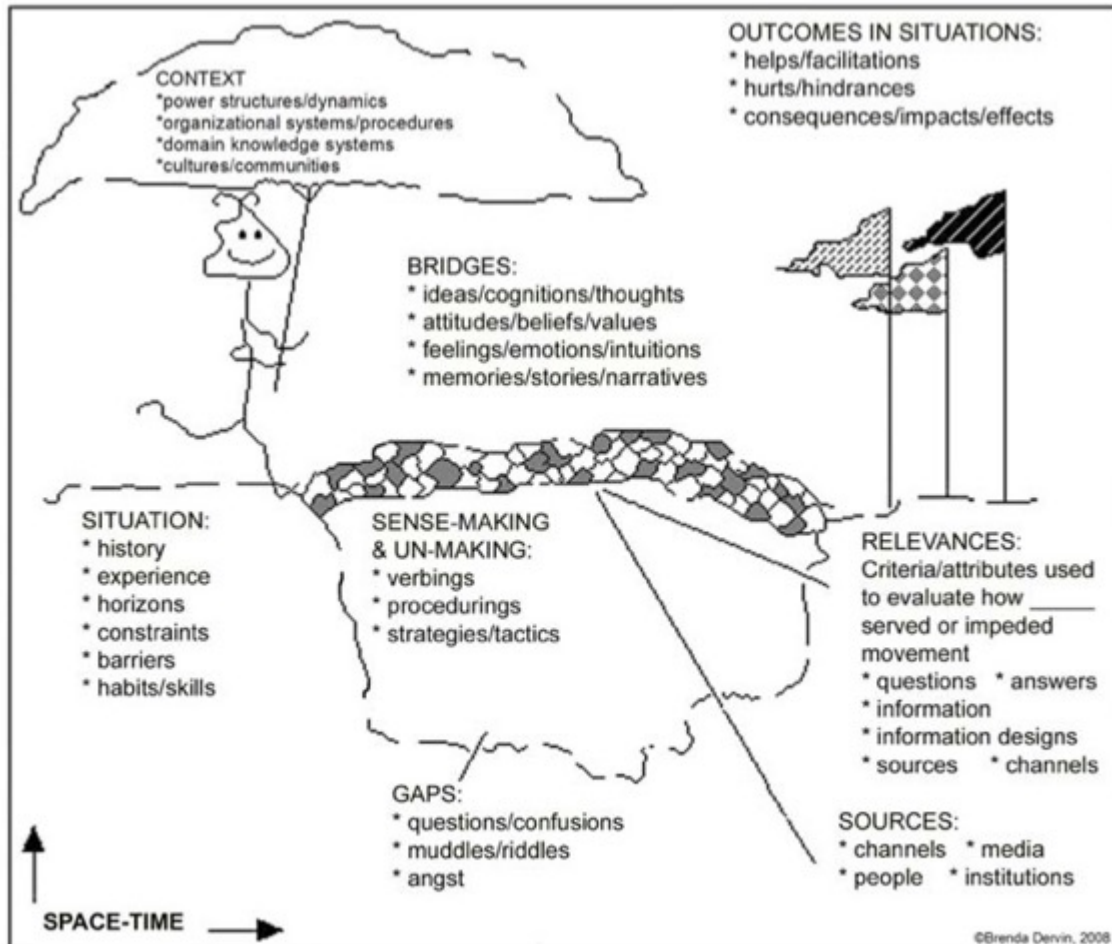 CONTEXT
*power structures/dynamics
*organizational systems/procedures
*domain knowledge systems
*cultures/communities
OUTCOMES IN SITUATIONS:
* helps/facilitations
* hurts/hindrances
* consequences/impacts/effects
BRIDGES:
* ideas/cognitions/thoughts
* attitudes/beliefs/values
* feelings/emotions/intuitions
* memories/stories/narratives
SITUATION:
* history
* experience
* horizons
* constraints
* barriers
* habits/skills
SENSE-MAKING
& UN-MAKING:
* verbings
* procedurings
* strategies/tactics
RELEVANCES:
Criteria/attributes used
to evaluate how _____
served or impeded
movement
* questions * answers
* information
* information designs
* sources * channels
GAPS:
* questions/confusions
* muddles/riddles
* angst
SOURCES:
* channels * media
* people * institutions
SPACE-TIME
©Brenda Dervin, 2008